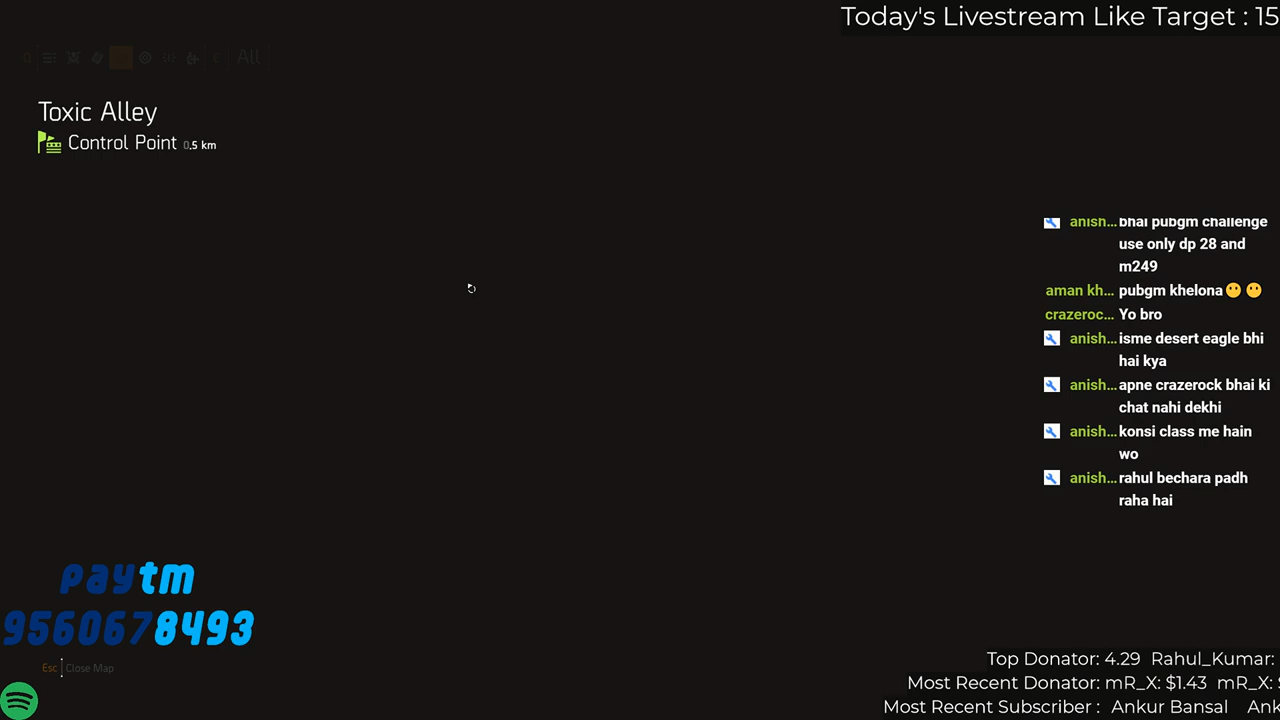 Today's Livestream Like Target : 15
All
Toxic Alley
Control Point 0.5 km
anish… bhai pubgm challenge
use only dp 28 and
m249
aman kh… pubgm khelona😶 😶
crazeroc… Yo bro
anish… isme desert eagle bhi
hai kya
anish… apne crazerock bhai ki
chat nahi dekhi
anish… konsi class me hain
wo
anish… rahul bechara padh
raha hai
paytm
9560678493
Esc Close Map
Top Donator: 4.29 Rahul_Kumar:
Most Recent Donator: mR_X: $1.43 mR_X:
Most Recent Subscriber : Ankur Bansal Ank